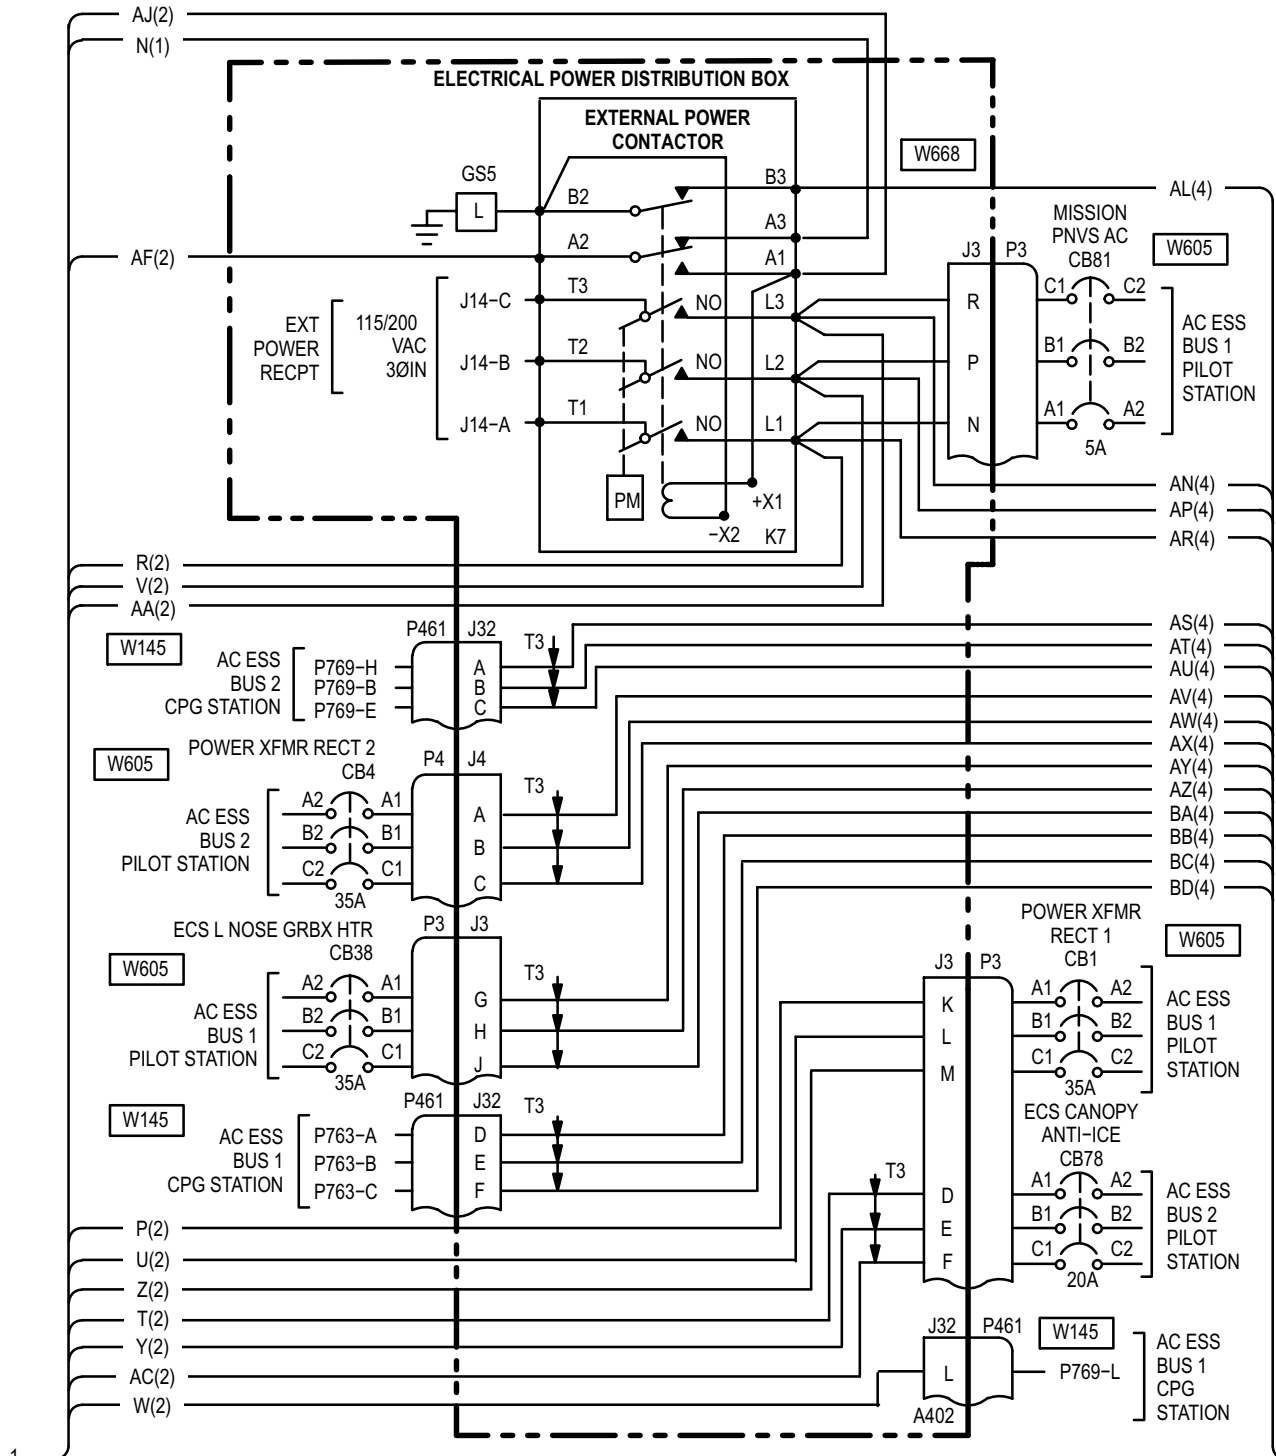 AJ(2)
N(1)
ELECTRICAL POWER DISTRIBUTION BOX
EXTERNAL POWER
CONTACTOR
W668
GS5
L
B2
B3
AL(4)
A3
MISSION
PNVS AC
CB81
W605
AF(2)
A2
A1
J3
P3
J14−C
T3
NO
L3
R
C1
C2
EXT
POWER
RECPT
115/200
VAC
3ØIN
J14−B
T2
NO
L2
P
B1
B2
AC ESS
BUS 1
PILOT
STATION
J14−A
T1
NO
L1
N
A1
A2
5A
PM
+X1
−X2
K7
AN(4)
AP(4)
AR(4)
R(2)
V(2)
AA(2)
W145
P461
J32
T3
AC ESS
BUS 2
CPG STATION
P769−H
P769−B
P769−E
A
B
C
AS(4)
AT(4)
AU(4)
AV(4)
AW(4)
AX(4)
AY(4)
AZ(4)
BA(4)
BB(4)
BC(4)
BD(4)
POWER XFMR RECT 2
CB4
W605
P4
J4
T3
AC ESS
BUS 2
PILOT STATION
A2
A1
A
B2
B1
B
C2
C1
C
35A
ECS L NOSE GRBX HTR
CB38
W605
P3
J3
T3
AC ESS
BUS 1
PILOT STATION
A2
A1
G
B2
B1
H
C2
C1
J
35A
W145
P461
J32
T3
AC ESS
BUS 1
CPG STATION
P763−A
P763−B
P763−C
D
E
F
POWER XFMR
RECT 1
CB1
W605
J3
P3
K
A1
A2
L
B1
B2
M
C1
C2
35A
AC ESS
BUS 1
PILOT
STATION
ECS CANOPY
ANTI−ICE
CB78
T3
D
A1
A2
E
B1
B2
F
C1
C2
20A
AC ESS
BUS 2
PILOT
STATION
P(2)
U(2)
Z(2)
T(2)
Y(2)
AC(2)
W(2)
J32
P461
W145
L
P769−L
A402
AC ESS
BUS 1
CPG
STATION